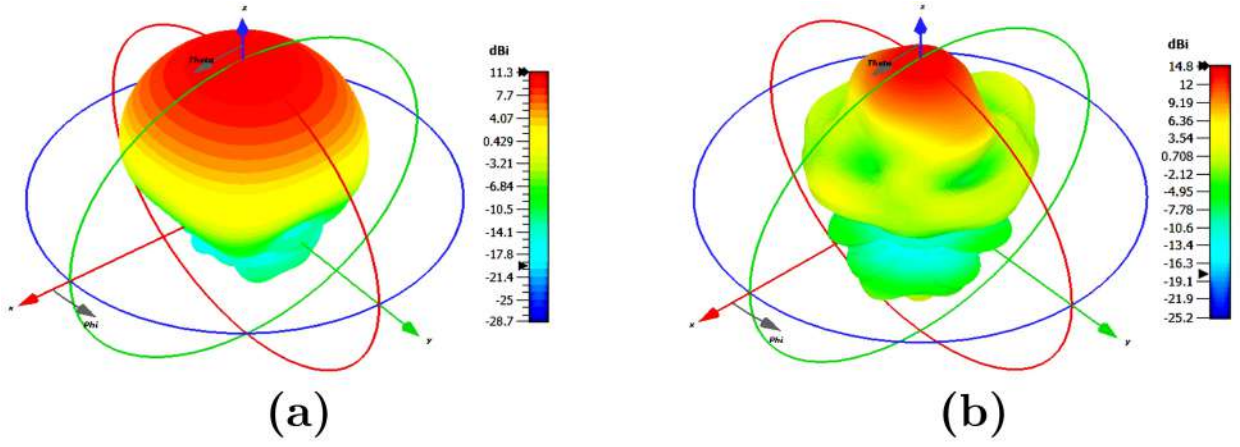 z
Theta
dBi
11.3
7.7
4.07
0.429
-3.21
-6.84
-10.5
-14.1
-17.8
-21.4
-25
-28.7
x
Phi
y
(a)
z
Theta
dBi
14.8
12
9.19
6.36
3.54
0.708
-2.12
-4.95
-7.78
-10.6
-13.4
-16.3
-19.1
-21.9
-25.2
x
Phi
y
(b)